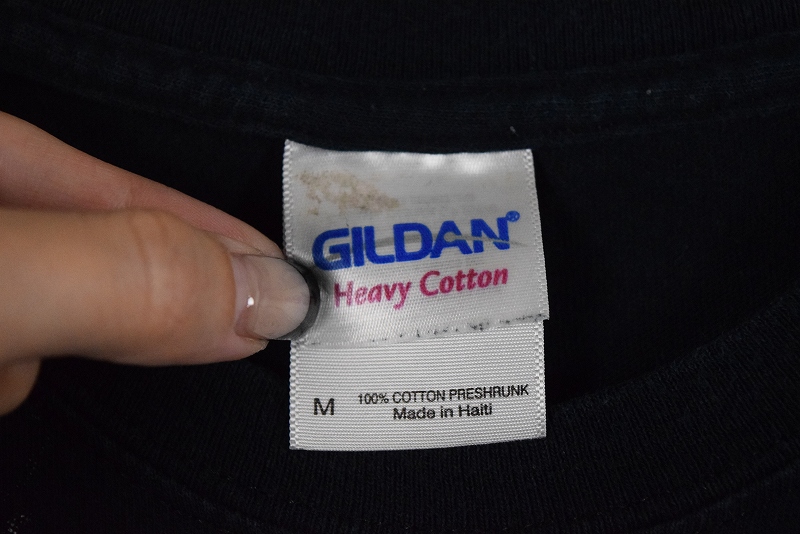 GILDAN®
Heavy Cotton
M 100% COTTON PRESHRUNK
Made in Haiti